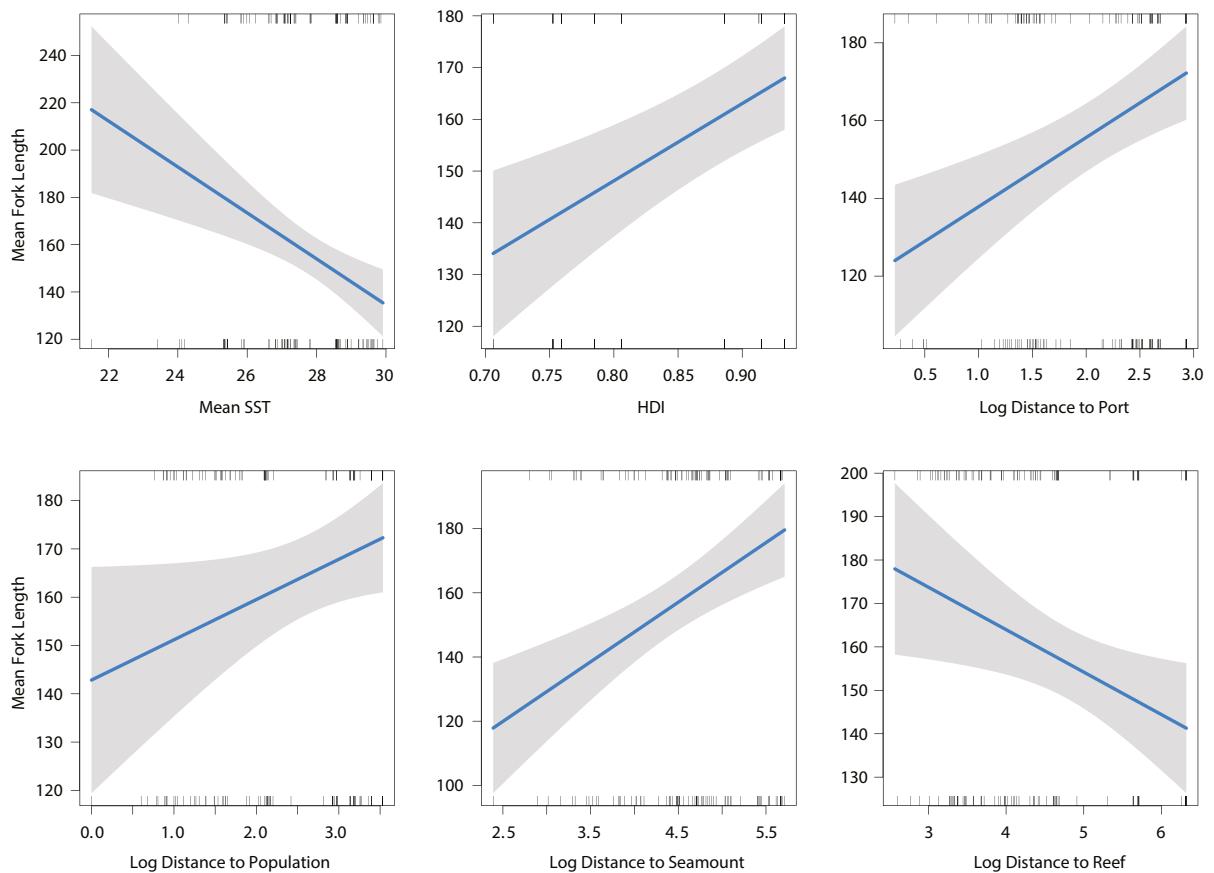 Mean Fork Length
240
220
200
180
160
140
120
22 24 26 28 30
Mean SST
180
170
160
150
140
130
120
0.70 0.75 0.80 0.85 0.90
HDI
180
160
140
120
0.5 1.0 1.5 2.0 2.5 3.0
Log Distance to Port
Mean Fork Length
180
170
160
150
140
130
120
0.0 1.0 2.0 3.0
Log Distance to Population
180
160
140
120
100
2.5 3.5 4.5 5.5
Log Distance to Seamount
200
190
180
170
160
150
140
130
3 4 5 6
Log Distance to Reef